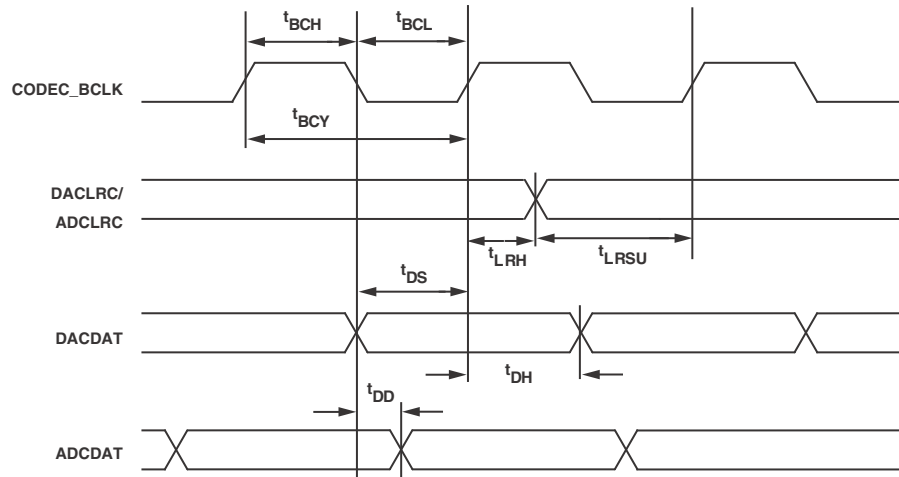 tBCH
tBCL
CODEC_BCLK
tBCY
DACLRC/
ADCLRC
tLRH
tLRSU
tDS
DACDAT
tDH
tDD
ADCDAT